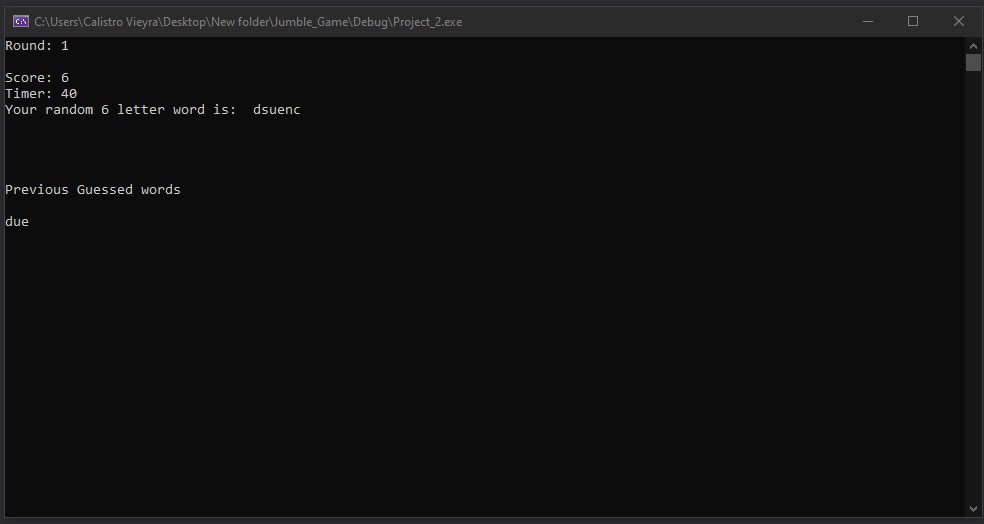 C:\Users\Calistro Vieyra\Desktop\New folder\Jumble_Game\Debug\Project_2.exe
Round: 1
Score: 6
Timer: 40
Your random 6 letter word is:  dsuenc
Previous Guessed words
due